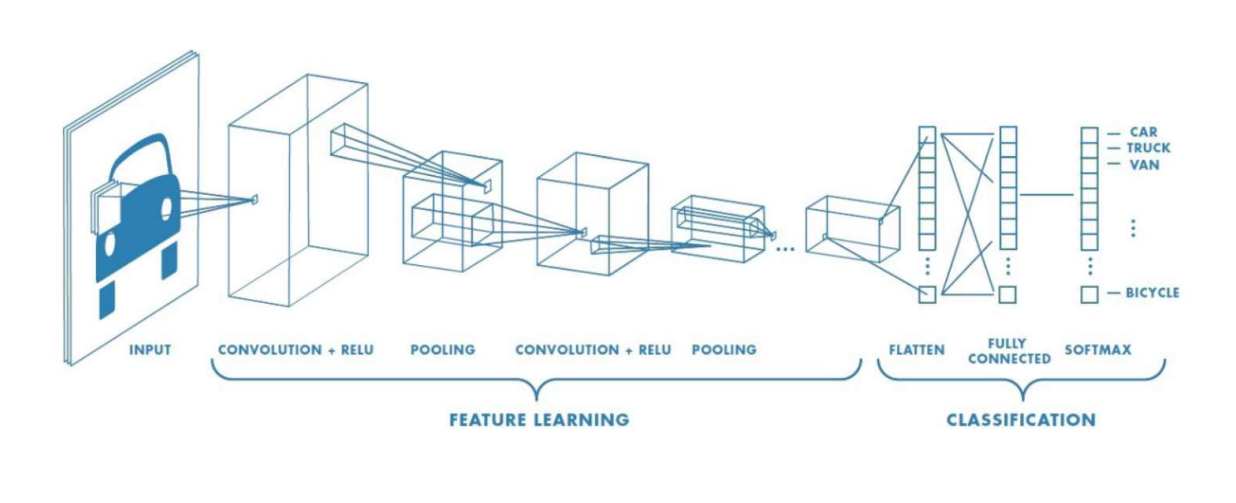 CAR
TRUCK
VAN
BICYCLE
INPUT
CONVOLUTION + RELU
POOLING
CONVOLUTION + RELU
POOLING
FLATTEN
FULLY
CONNECTED
SOFTMAX
FEATURE LEARNING
CLASSIFICATION